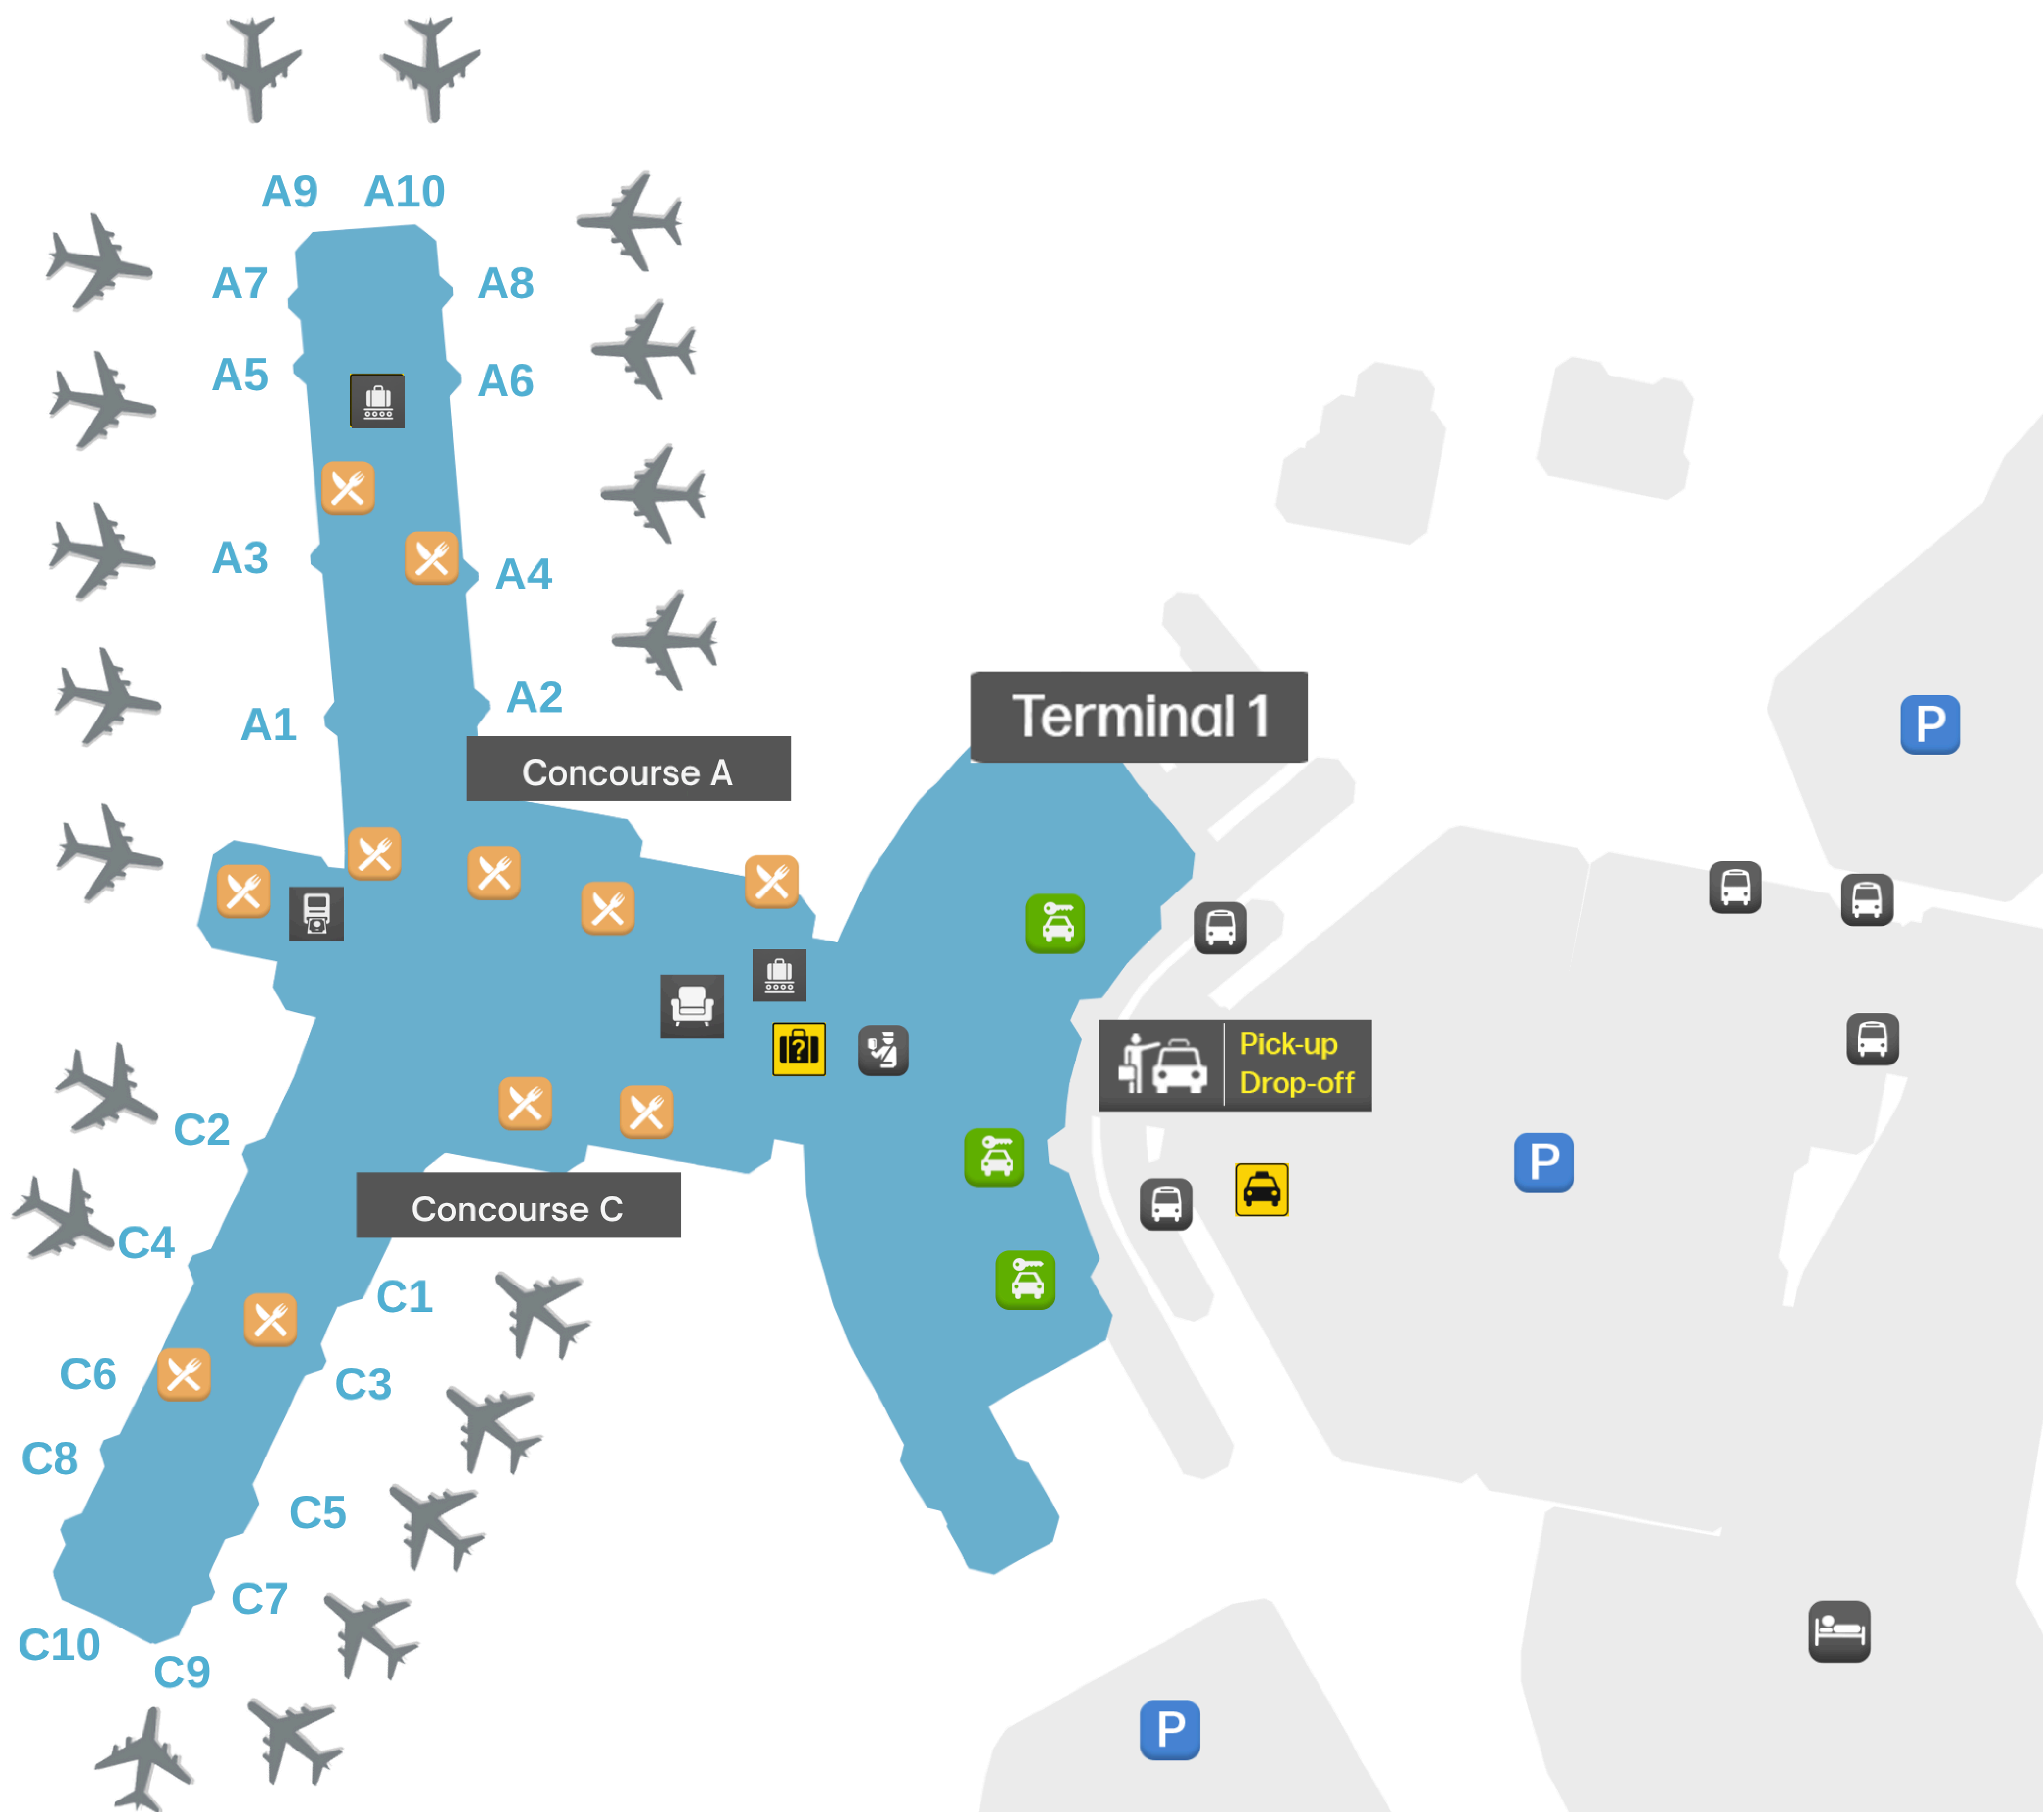 A9 A10
A7 A8
A5 A6
A3 A4
A1 A2
Terminal 1
Concourse A
Pick-up
Drop-off
P
P
C2
Concourse C
C4
C1
C6
C3
C8
C5
C7
C10
C9
P
?